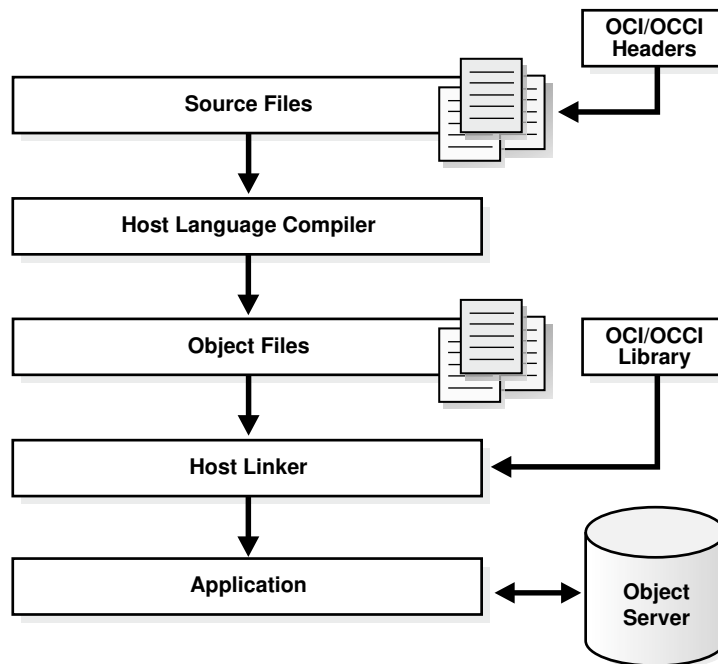 OCI/OCCI
Headers
Source Files
Host Language Compiler
Object Files
OCI/OCCI
Library
Host Linker
Application
Object
Server